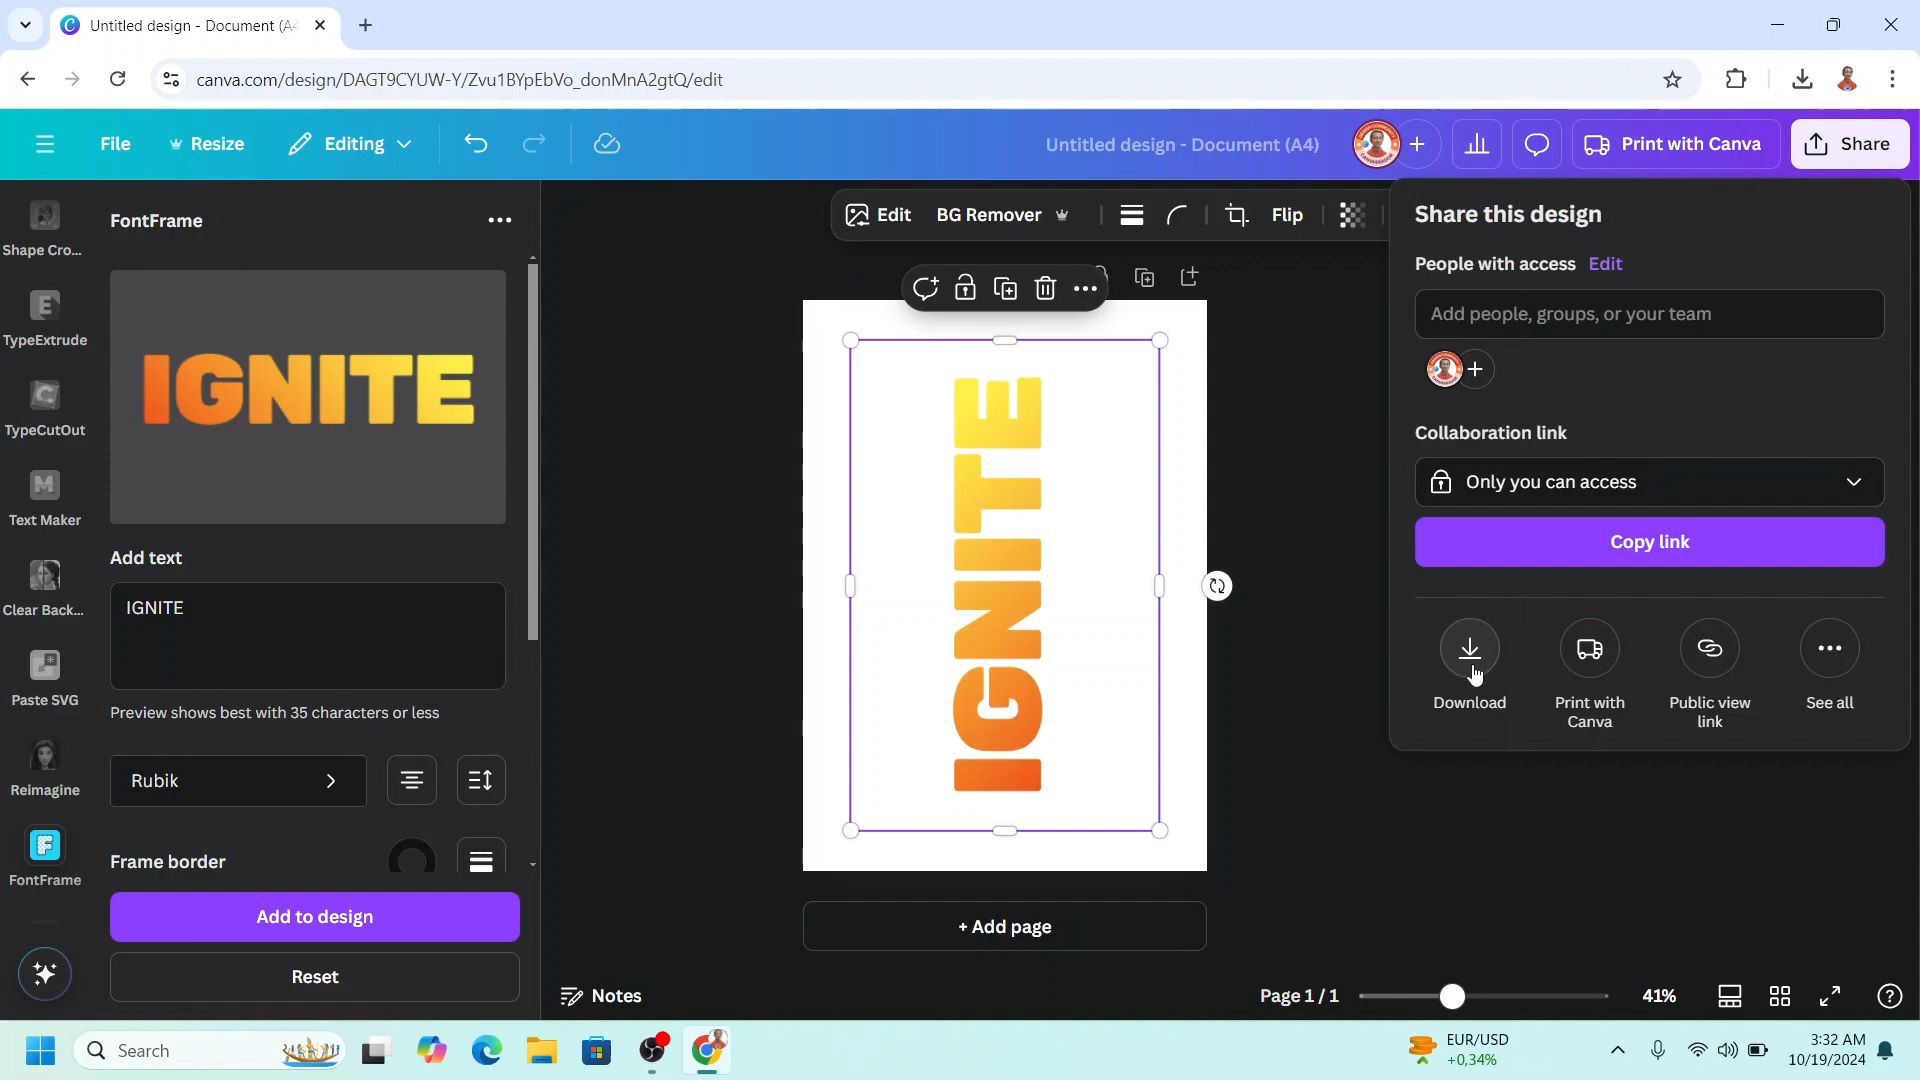 Untitled design - Document (A4
canva.com/design/DAGT9CYUW-Y/Zvu1BYpEbVo_donMnA2gtQ/edit
File
Resize
Editing
Untitled design - Document (A4)
Print with Canva
Share
Shape Cro...
TypeExtrude
TypeCutOut
Text Maker
Clear Back...
Paste SVG
Reimagine
FontFrame
FontFrame
IGNITE
Add text
IGNITE
Preview shows best with 35 characters or less
Rubik
Frame border
Add to design
Reset
Edit
BG Remover
Flip
IGNITE
+ Add page
Notes
Page 1 / 1
41%
Share this design
People with access Edit
Add people, groups, or your team
Collaboration link
Only you can access
Copy link
Download
Print with Canva
Public view link
See all
Search
EUR/USD
+0,34%
3:32 AM
10/19/2024